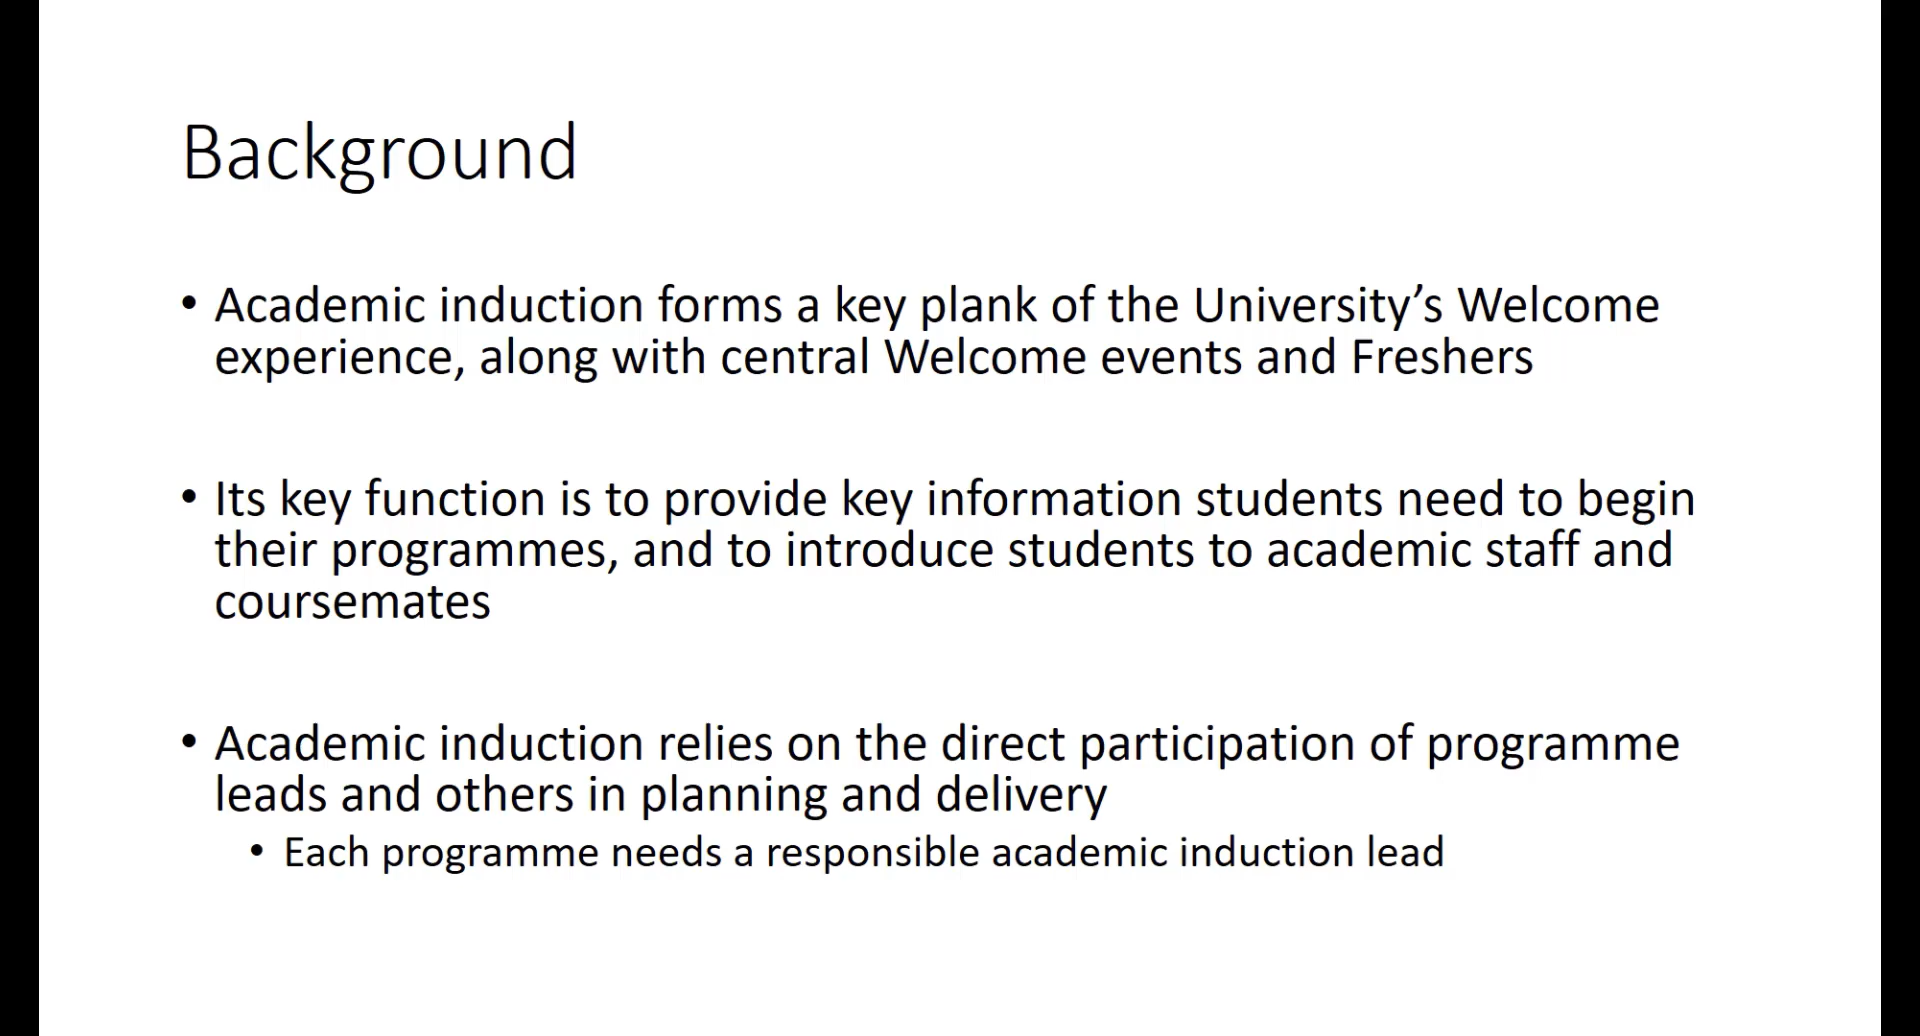 Background
• Academic induction forms a key plank of the University’s Welcome
experience, along with central Welcome events and Freshers
• Its key function is to provide key information students need to begin
their programmes, and to introduce students to academic staff and
coursemates
• Academic induction relies on the direct participation of programme
leads and others in planning and delivery
• Each programme needs a responsible academic induction lead